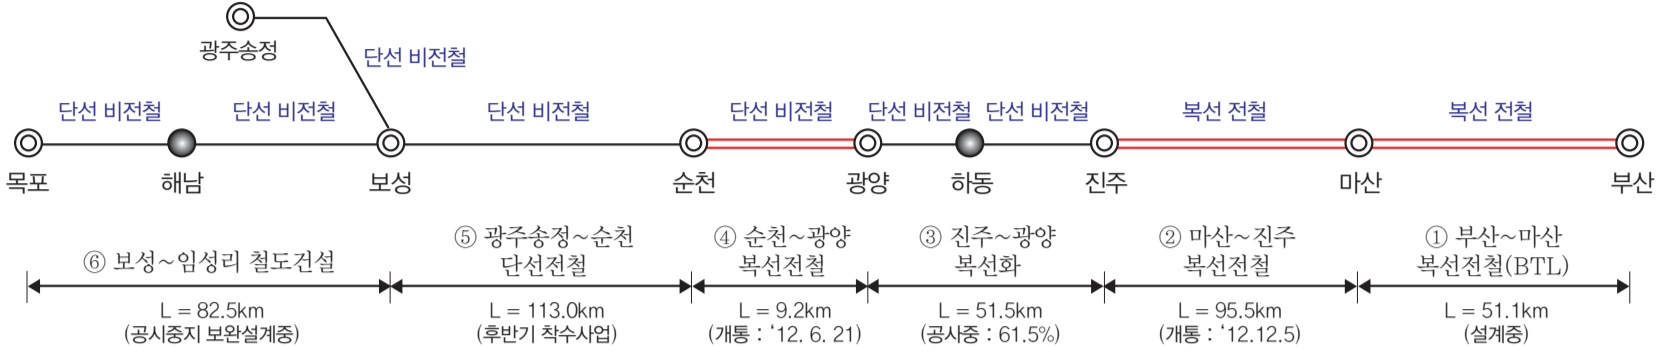 광주송정
단선 비전철
단선 비전철
단선 비전철
단선 비전철
단선 비전철
단선 비전철
단선 비전철
복선 전철
복선 전철
목포
해남
보성
순천
광양
하동
진주
마산
부산
⑥ 보성~임성리 철도건설
L = 82.5km
(공시중지 보완설계중)
⑤ 광주송정~순천
단선전철
L = 113.0km
(후반기 착수사업)
④ 순천~광양
복선전철
L = 9.2km
(개통 : ‘12. 6. 21)
③ 진주~광양
복선화
L = 51.5km
(공사중 : 61.5%)
② 마산~진주
복선전철
L = 95.5km
(개통 : ‘12.12.5)
① 부산~마산
복선전철(BTL)
L = 51.1km
(설계중)